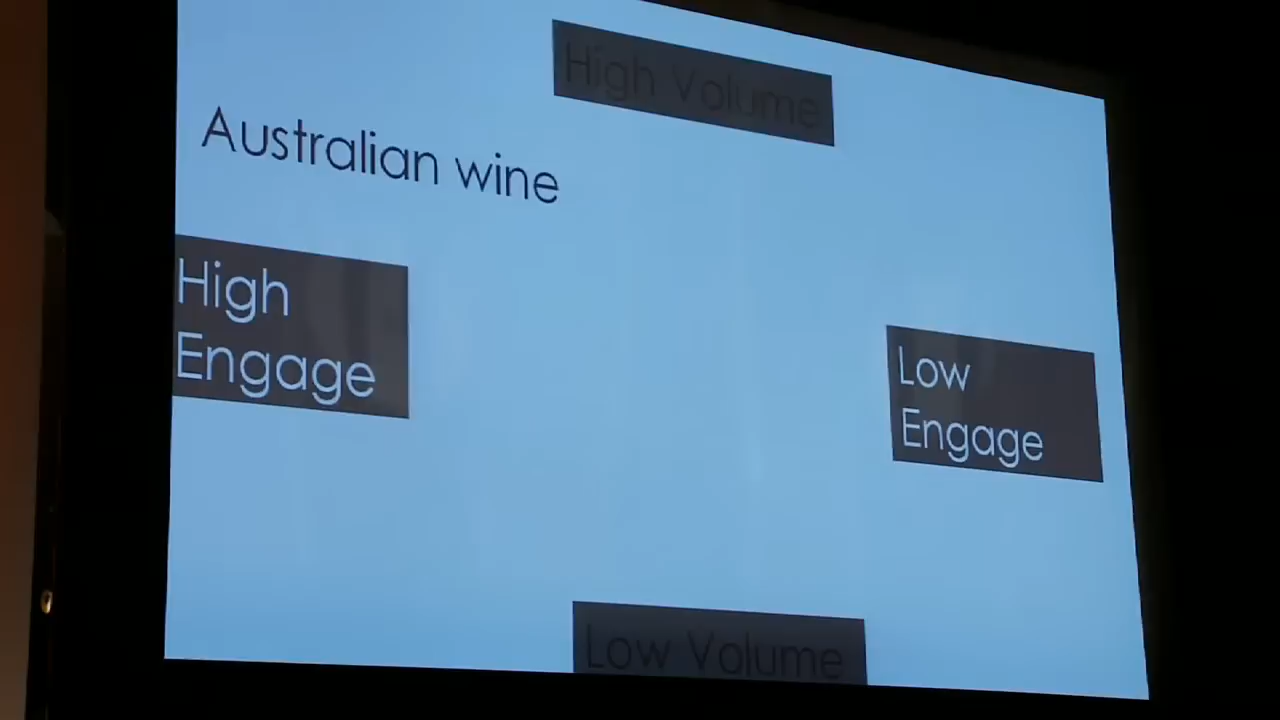 High Volume
Australian wine
High
Engage
Low
Engage
Low Volume